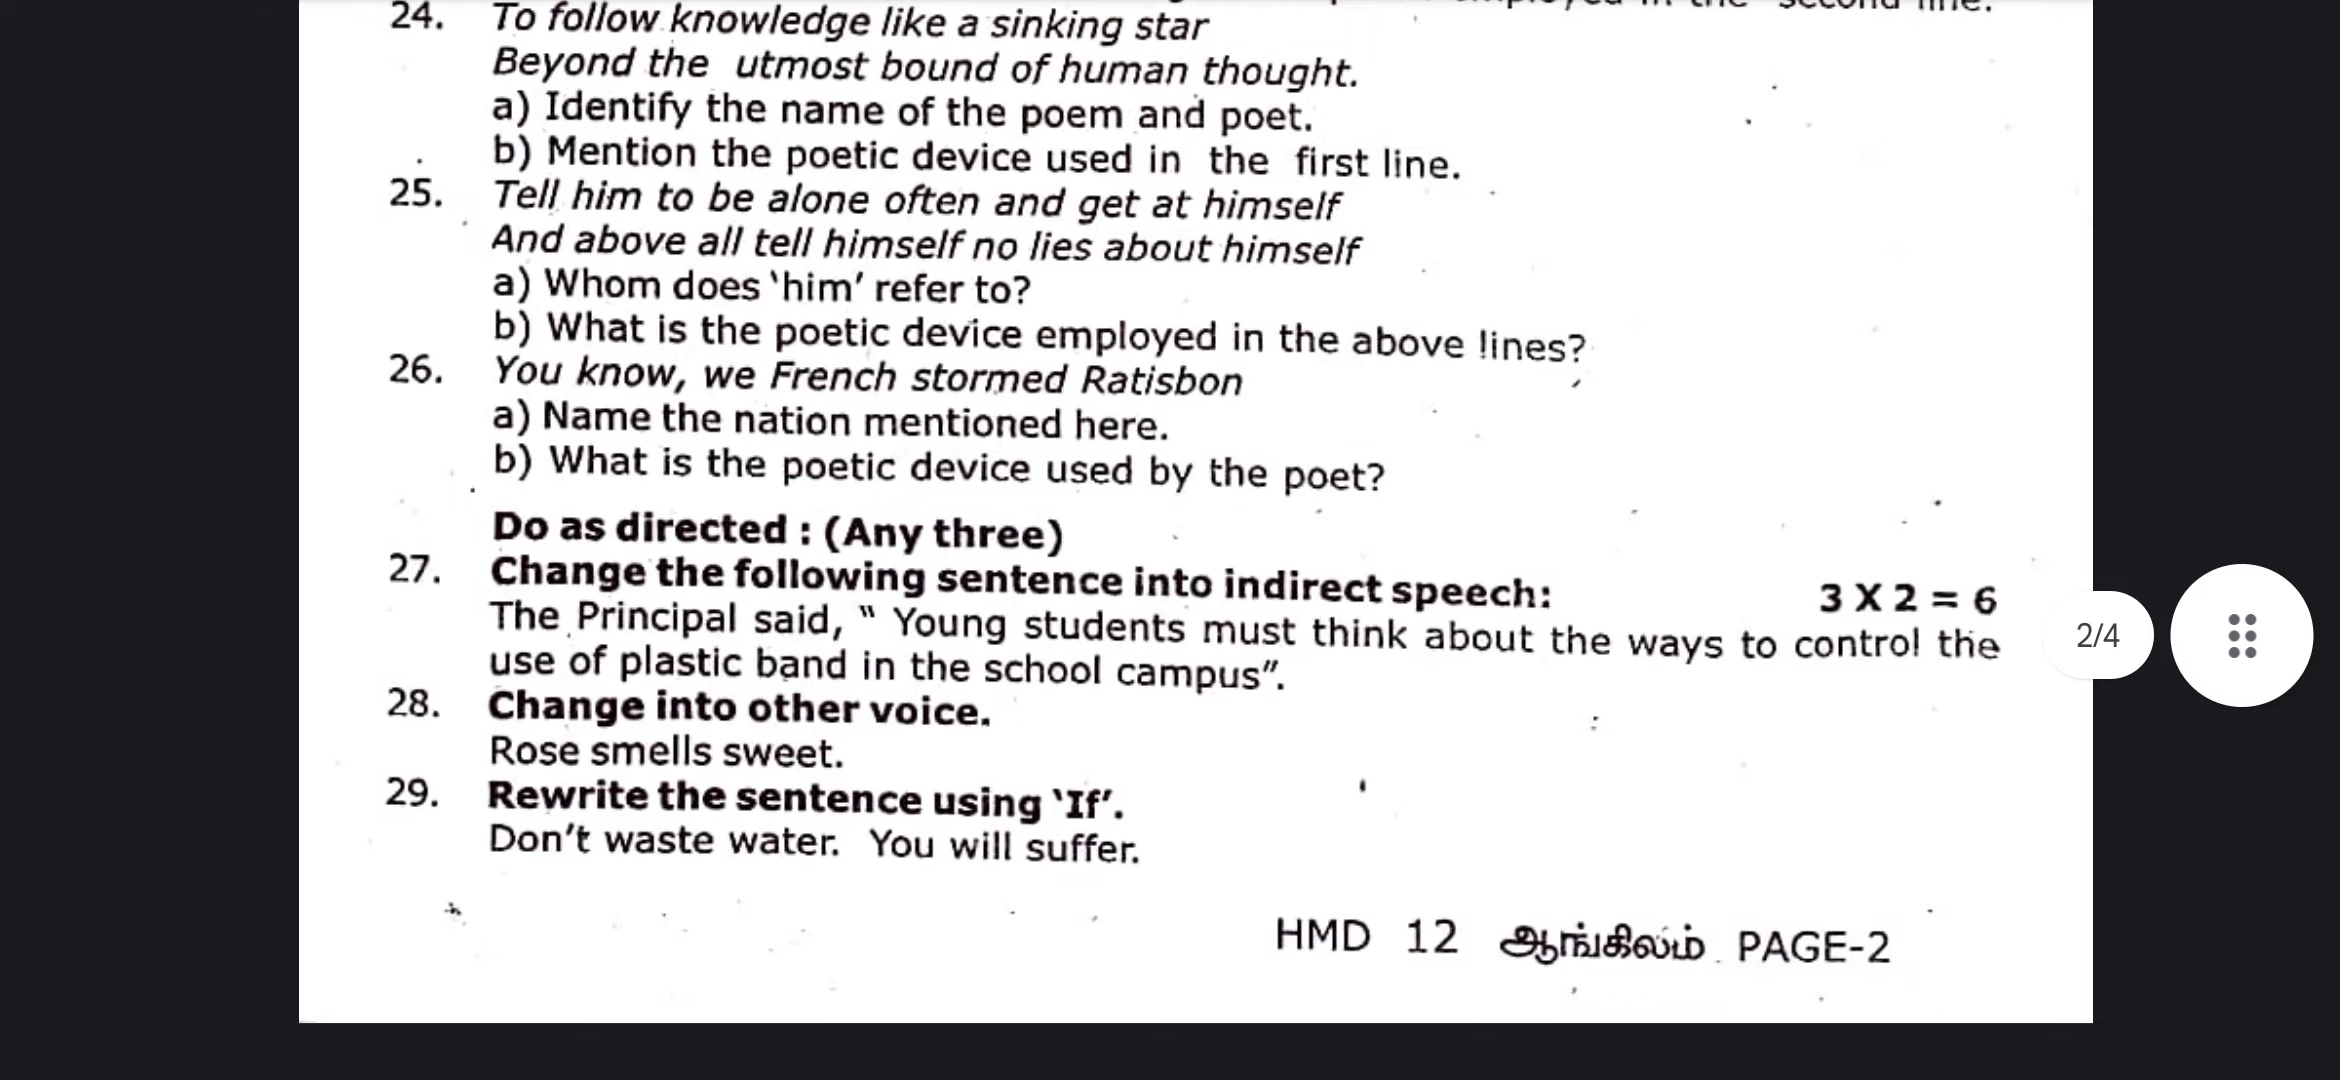 24. To follow knowledge like a sinking star
Beyond the utmost bound of human thought.
a) Identify the name of the poem and poet.
b) Mention the poetic device used in the first line.
25. Tell him to be alone often and get at himself
And above all tell himself no lies about himself
a) Whom does 'him' refer to?
b) What is the poetic device employed in the above lines?
26. You know, we French stormed Ratisbon
a) Name the nation mentioned here.
b) What is the poetic device used by the poet?
Do as directed : (Any three)
27. Change the following sentence into indirect speech: 3 X 2 = 6
The Principal said, " Young students must think about the ways to control the
use of plastic band in the school campus".
28. Change into other voice.
Rose smells sweet.
29. Rewrite the sentence using 'If'.
Don't waste water. You will suffer.
HMD 12 ஆங்கிலம் PAGE-2
2/4